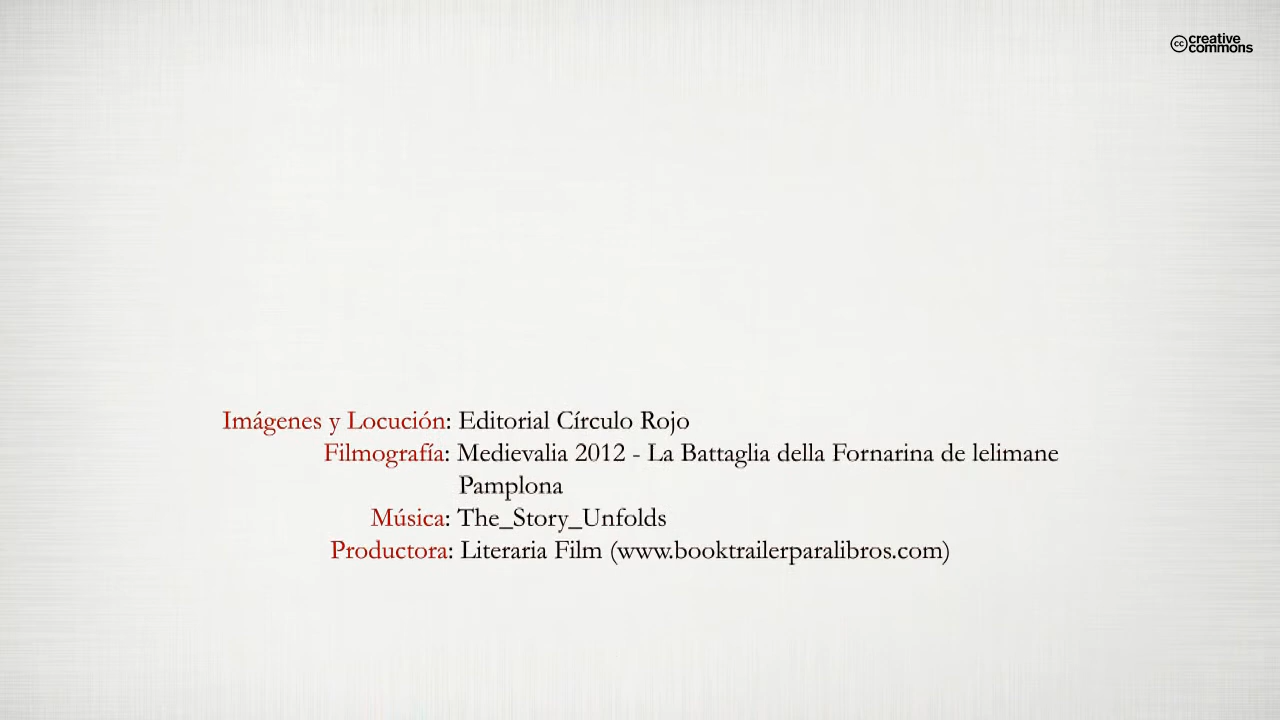 creative
commons
Imágenes y Locución: Editorial Círculo Rojo
Filmografía: Medievalia 2012 - La Battaglia della Fornarina de lelimane
Pamplona
Música: The_Story_Unfolds
Productora: Literaria Film (www.booktrailerparalibros.com)